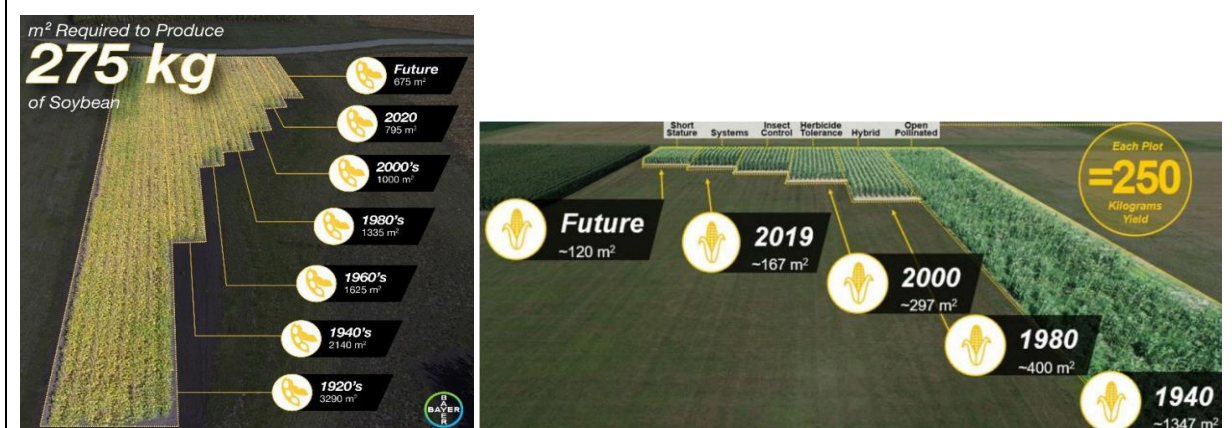 m² Required to Produce
275 kg
of Soybean
Future
675 m²
2020
795 m²
2000's
1000 m²
1980's
1335 m²
1960's
1625 m²
1940's
2140 m²
1920's
3290 m²
BAYER
BAYER
Short Stature
Systems
Insect Control
Herbicide Tolerance
Hybrid
Open Pollinated
Each Plot
=250
Kilograms
Yield
Future
~120 m²
2019
~167 m²
2000
~297 m²
1980
~400 m²
1940
~1347 m²